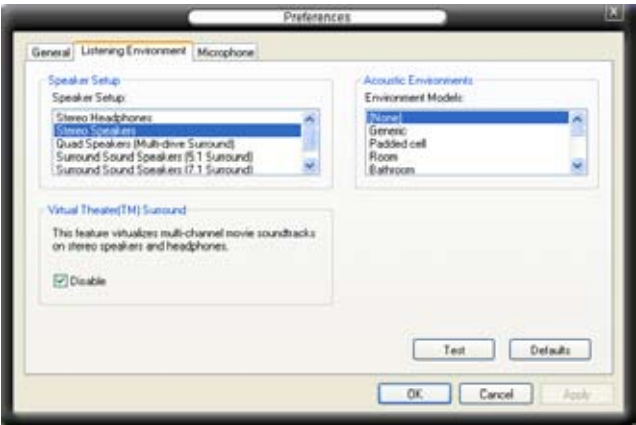 Preferences
X
General Listening Environment Microphone
Speaker Setup
Speaker Setup:
Stereo Headphones
Stereo Speakers
Quad Speakers (Multi-drive Surround)
Surround Sound Speakers (5.1 Surround)
Surround Sound Speakers (7.1 Surround)
Acoustic Environments
Environment Models:
(None)
Generic
Padded cell
Room
Bathroom
Virtual Theater(TM) Surround
This feature virtualizes multi-channel movie soundtracks
on stereo speakers and headphones.
Disable
Test Defaults
OK Cancel Apply